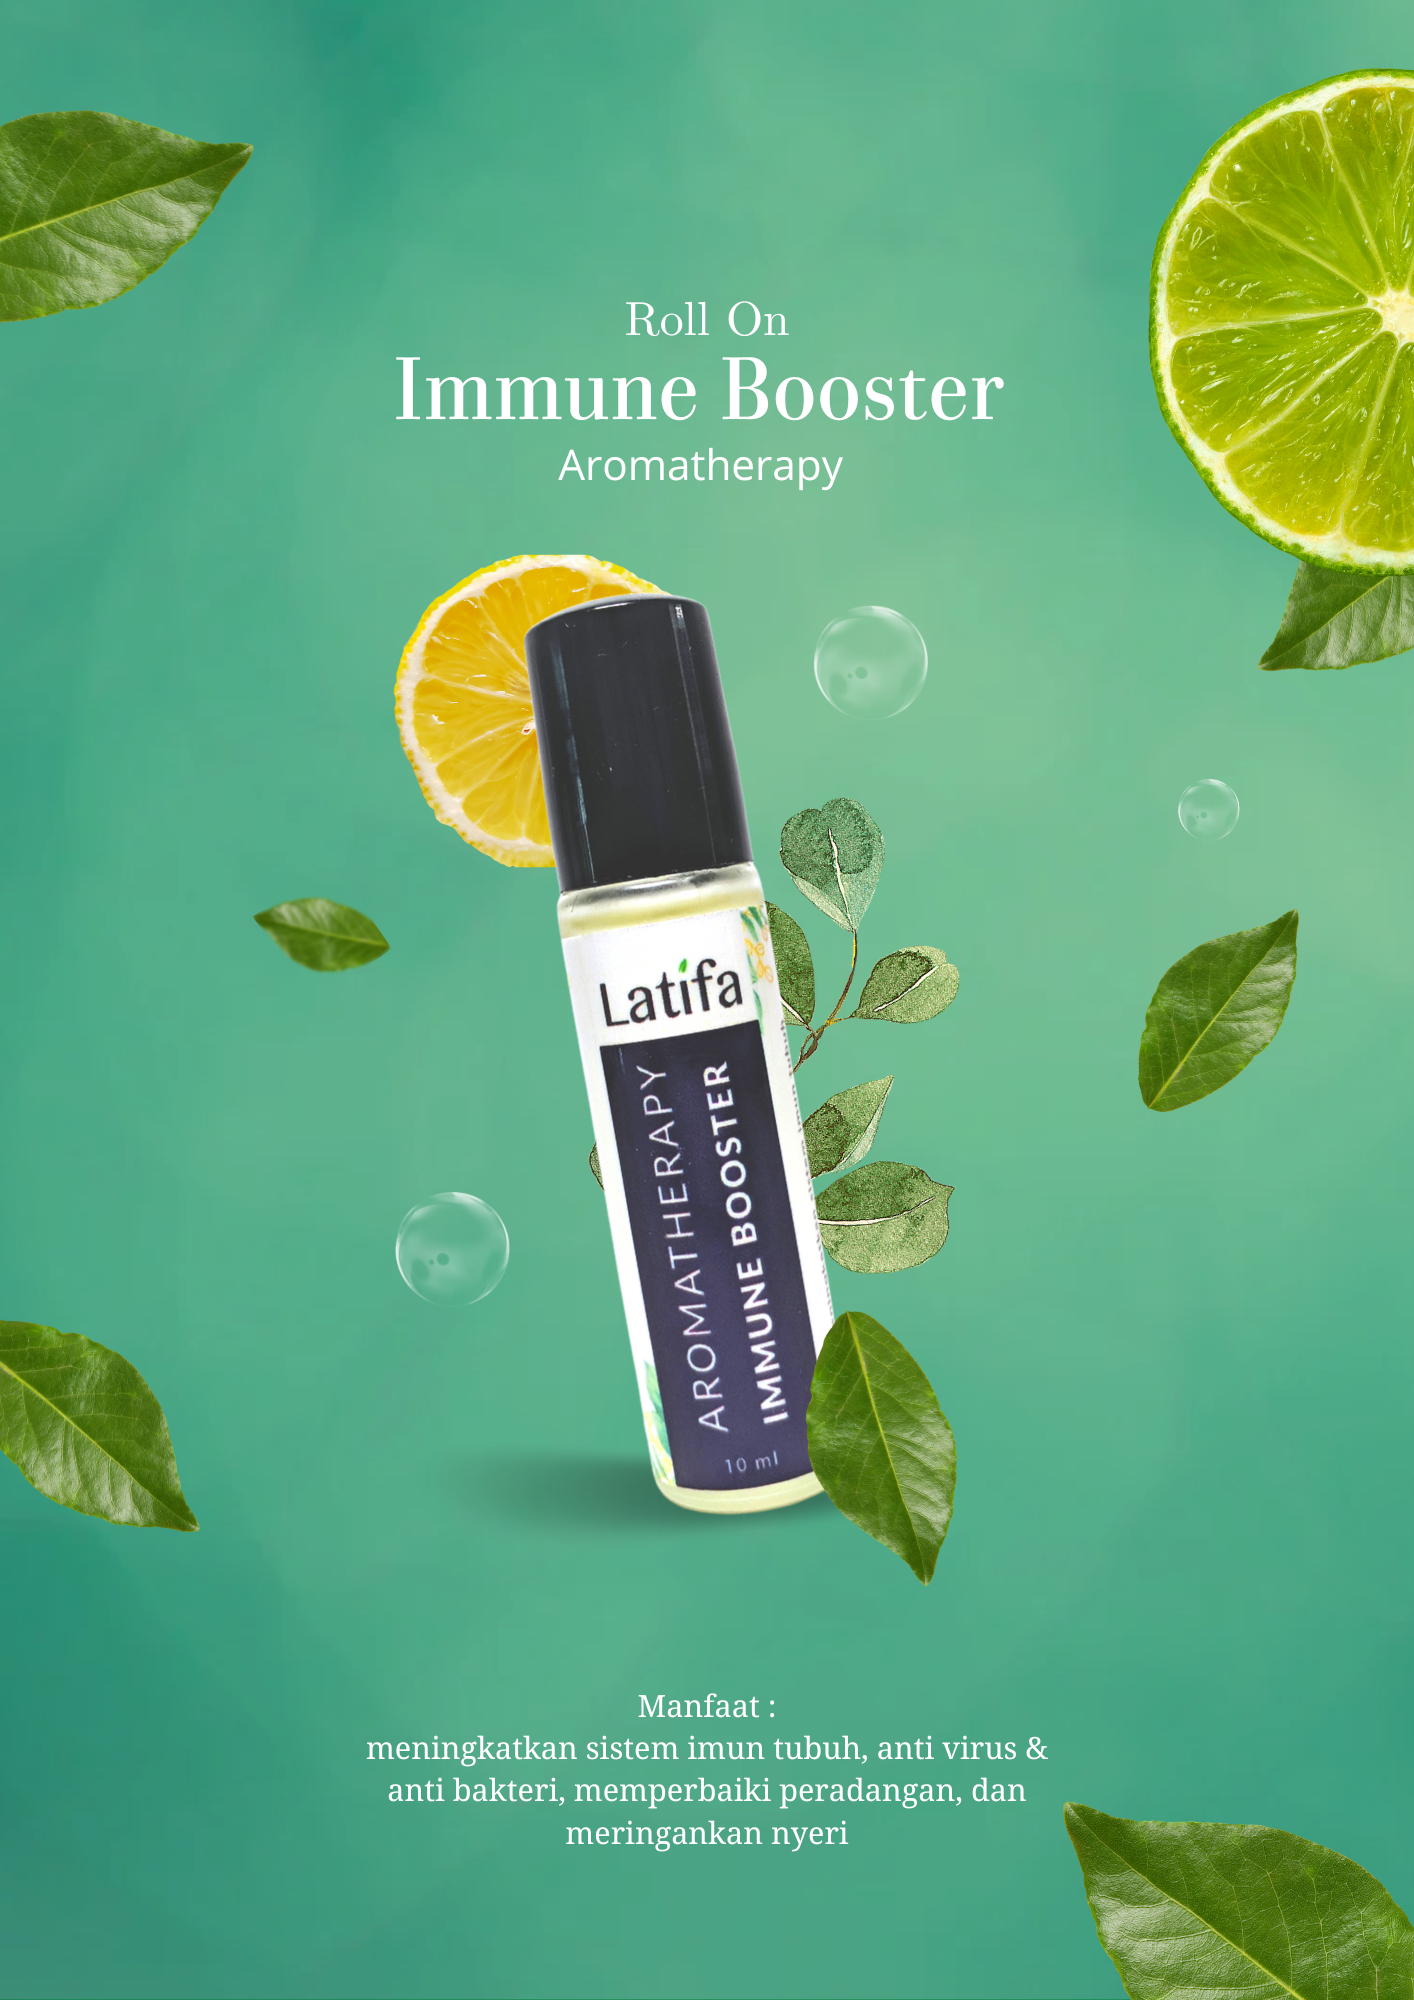 Roll On
Immune Booster
Aromatherapy
Latifa
AROMATHERAPY
IMMUNE BOOSTER
10 ml
Manfaat :
meningkatkan sistem imun tubuh, anti virus &
anti bakteri, memperbaiki peradangan, dan
meringankan nyeri